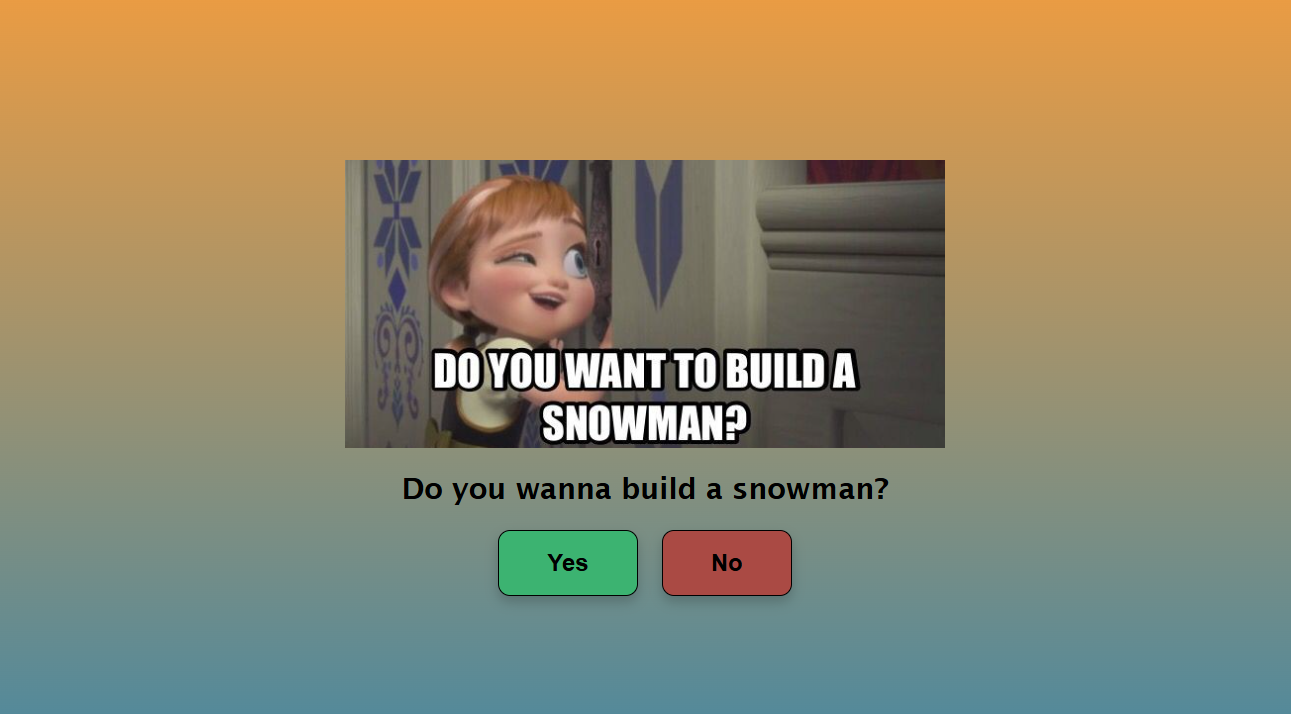 DO YOU WANT TO BUILD A
SNOWMAN?
Do you wanna build a snowman?
Yes
No